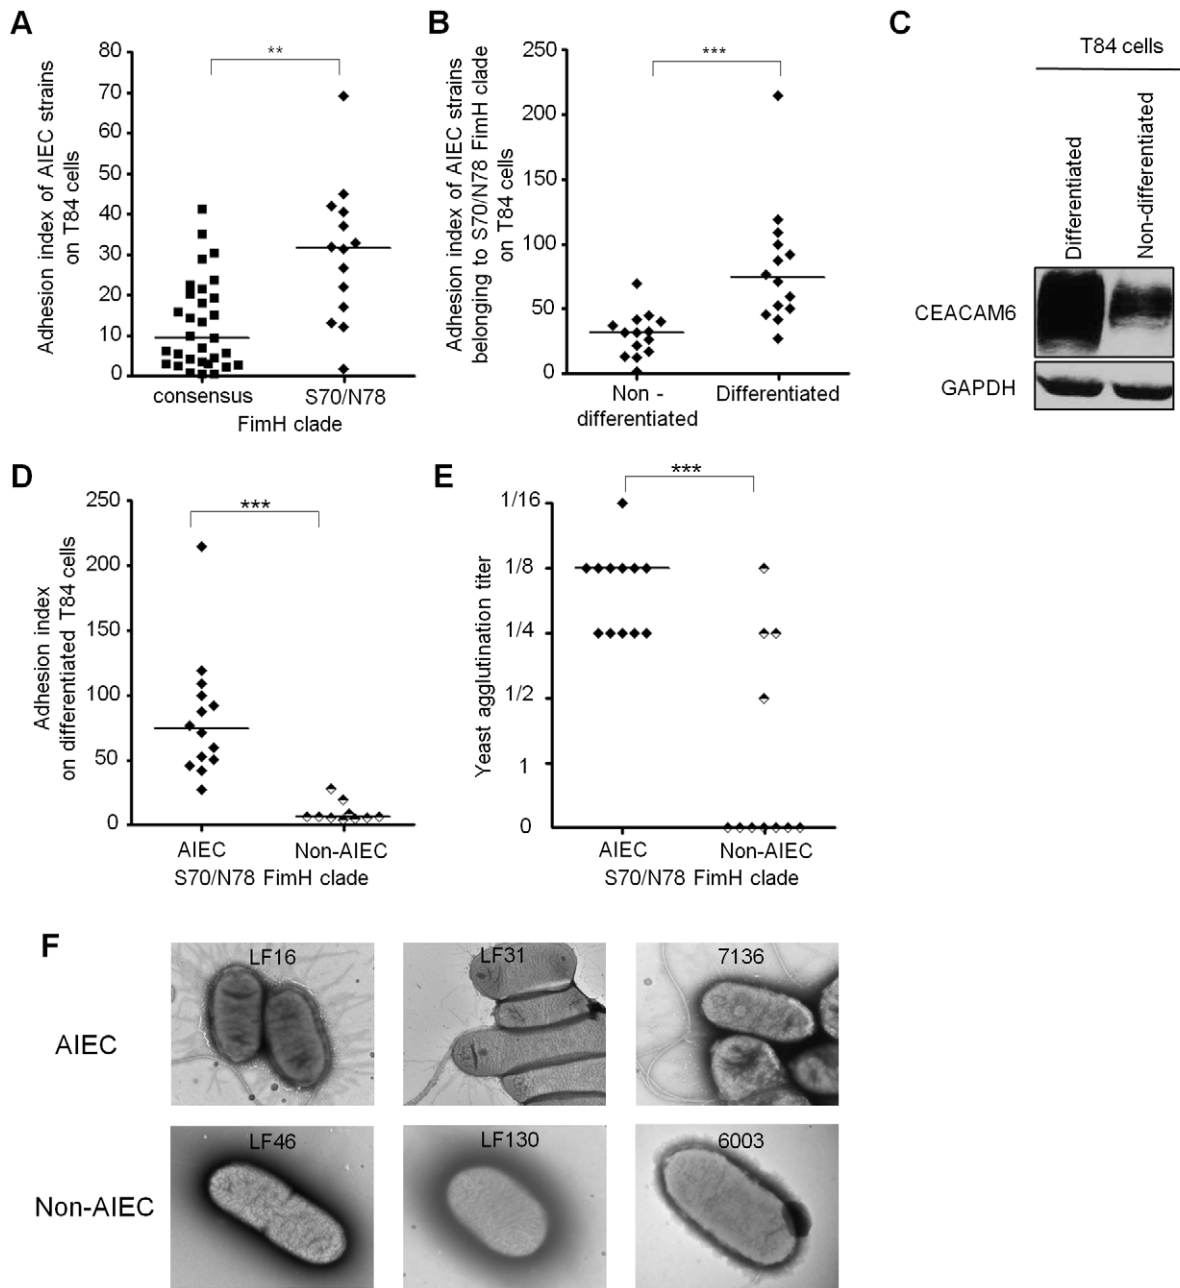 A
Adhesion index of AIEC strains
on T84 cells
80
70
60
50
40
30
20
10
0
**
consensus
S70/N78
FimH clade
B
Adhesion index of AIEC strains
belonging to S70/N78 FimH clade
on T84 cells
250
200
150
100
50
0
***
Non -
differentiated
Differentiated
C
T84 cells
Differentiated
Non-differentiated
CEACAM6
GAPDH
D
Adhesion index
on differentiated T84 cells
250
200
150
100
50
0
***
AIEC
Non-AIEC
S70/N78 FimH clade
E
Yeast agglutination titer
1/16
1/8
1/4
1/2
1
0
***
AIEC
Non-AIEC
S70/N78 FimH clade
F
AIEC
LF16
LF31
7136
Non-AIEC
LF46
LF130
6003